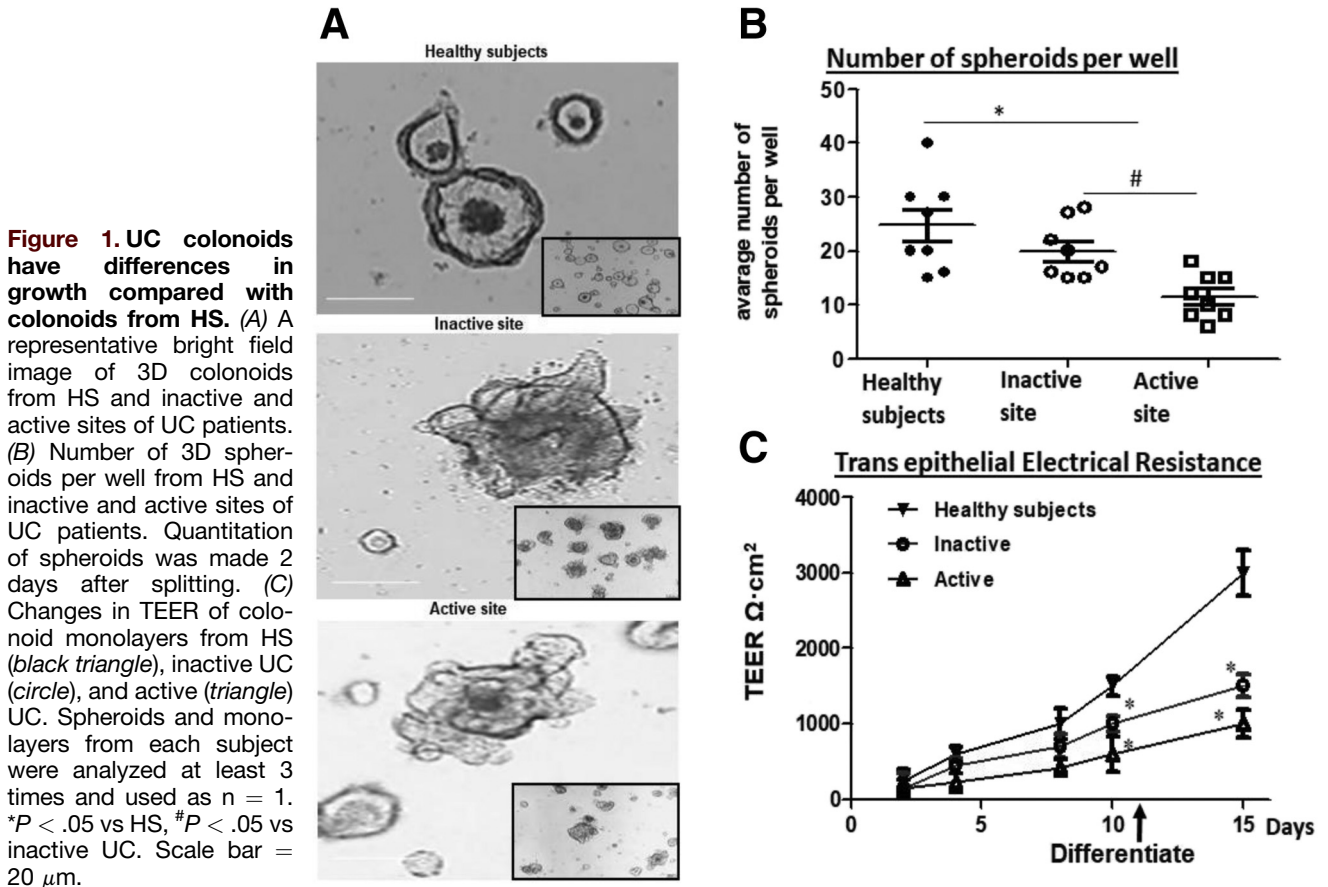 Figure 1. UC colonoids
have differences in
growth compared with
colonoids from HS. (A) A
representative bright field
image of 3D colonoids
from HS and inactive and
active sites of UC patients.
(B) Number of 3D spher-
oids per well from HS and
inactive and active sites of
UC patients. Quantitation
of spheroids was made 2
days after splitting. (C)
Changes in TEER of colo-
noid monolayers from HS
(black triangle), inactive UC
(circle), and active (triangle)
UC. Spheroids and mono-
layers from each subject
were analyzed at least 3
times and used as n = 1.
*P < .05 vs HS, #P < .05 vs
inactive UC. Scale bar =
20 μm.
A
Healthy subjects
Inactive site
Active site
B
Number of spheroids per well
avarage number of
spheroids per well
50
40
30
20
10
0
*
#
Healthy
subjects
Inactive
site
Active
site
C
Trans epithelial Electrical Resistance
TEER Ω·cm²
4000
3000
2000
1000
0
Healthy subjects
Inactive
Active
*
*
*
*
0 5 10 15 Days
Differentiate